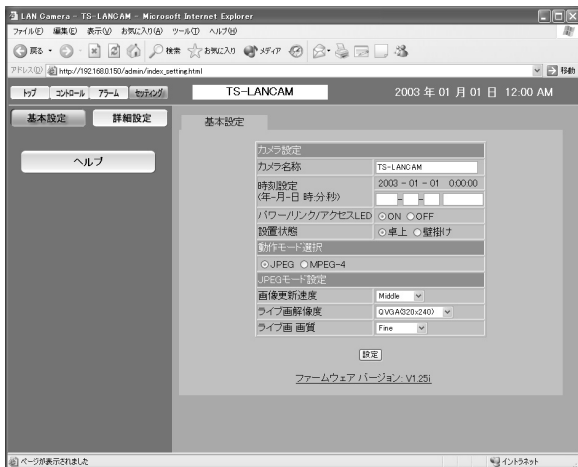 LAN Camera - TS-LANCAM - Microsoft Internet Explorer
ファイル(F) 編集(E) 表示(V) お気に入り(A) ツール(T) ヘルプ(H)
戻る 検索 お気に入り メディア
アドレス(D) http://192.168.0.150/admin/index_setting.html 移動
トップ コントロール アラーム セッティング TS-LANCAM 2003 年 01 月 01 日 12:00 AM
基本設定 詳細設定
ヘルプ
基本設定
カメラ設定
カメラ名称 TS-LANCAM
時刻設定 2003 - 01 - 01 0:00:00
(年-月-日 時:分:秒) - -
パワー/リンク/アクセスLED ON OFF
設置状態 卓上 壁掛け
動作モード選択
JPEG MPEG-4
JPEGモード設定
画像更新速度 Middle
ライブ画解像度 QVGA(320x240)
ライブ画 画質 Fine
設定
ファームウェア バージョン: V1.25i
ページが表示されました イントラネット